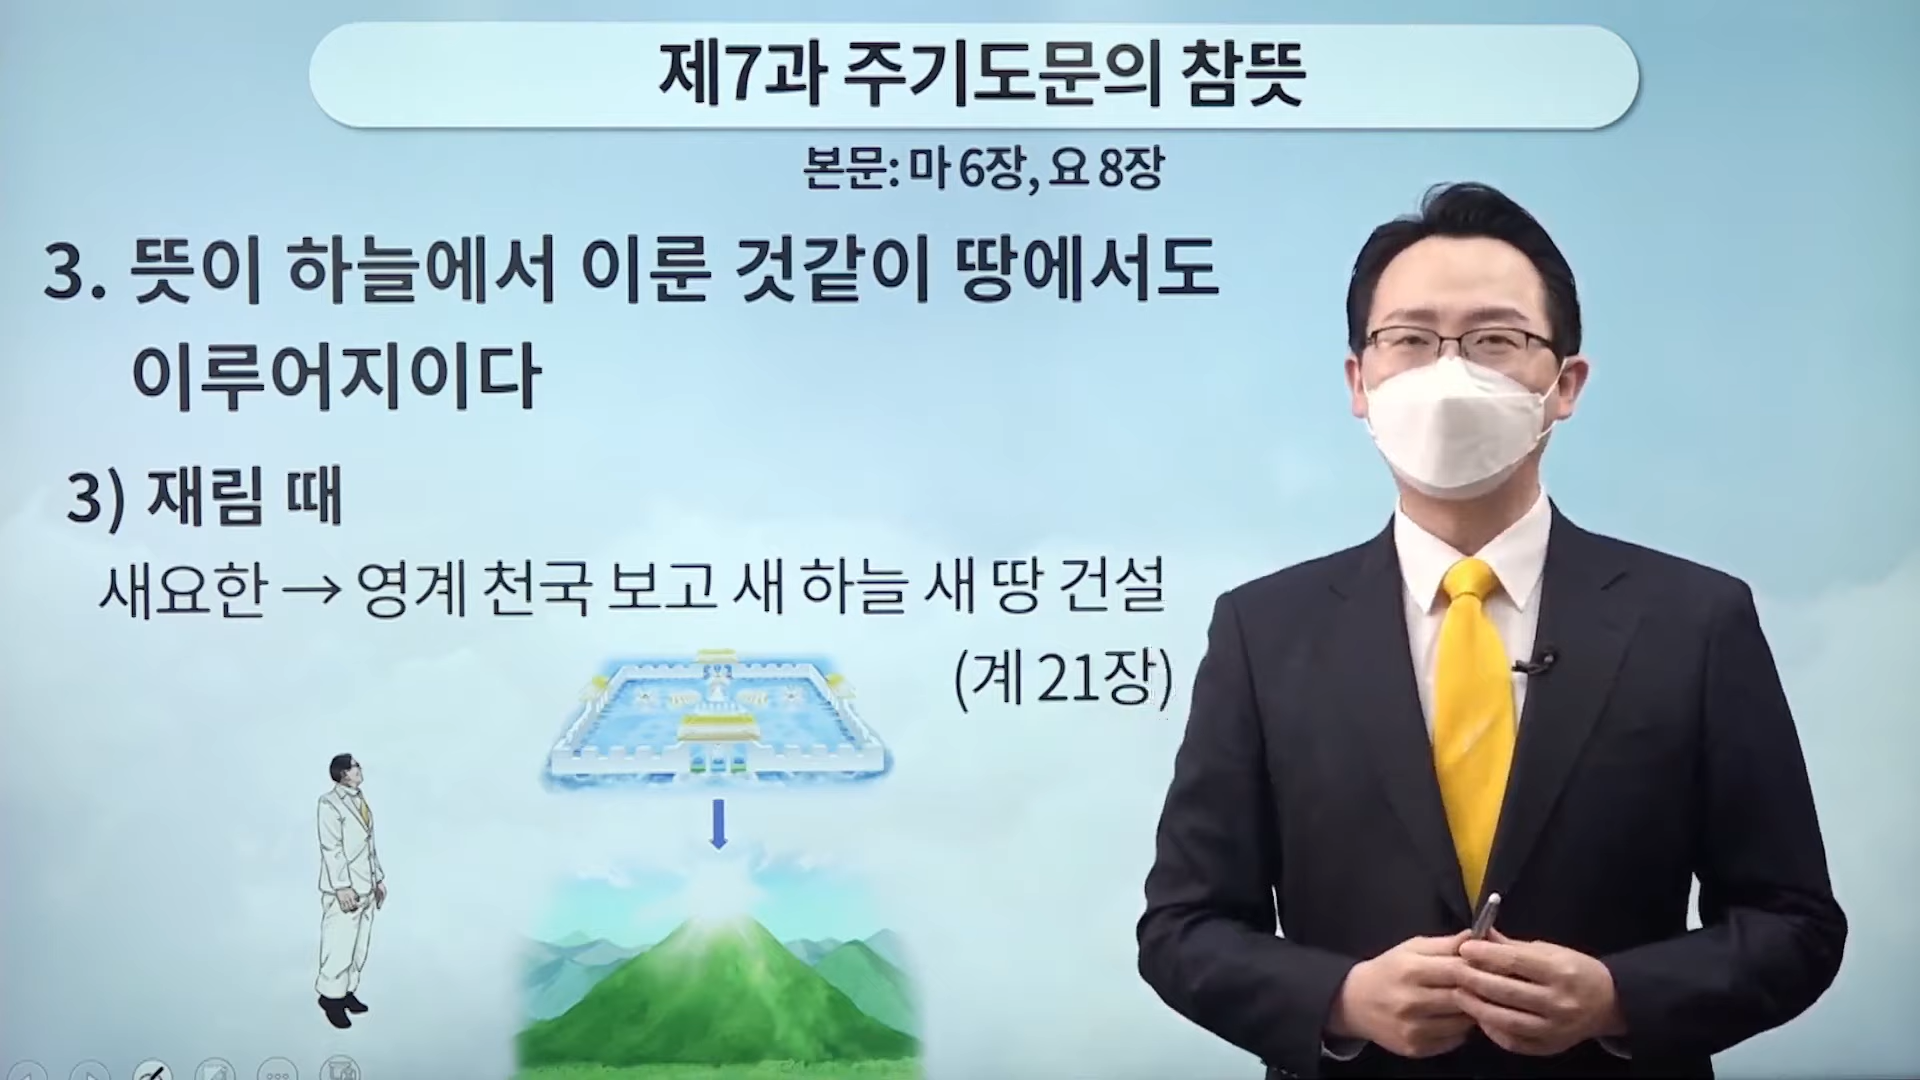 제7과 주기도문의 참뜻
본문: 마 6장, 요 8장
3. 뜻이 하늘에서 이룬 것같이 땅에서도
이루어지이다
3) 재림 때
새요한 → 영계 천국 보고 새 하늘 새 땅 건설
(계 21장)